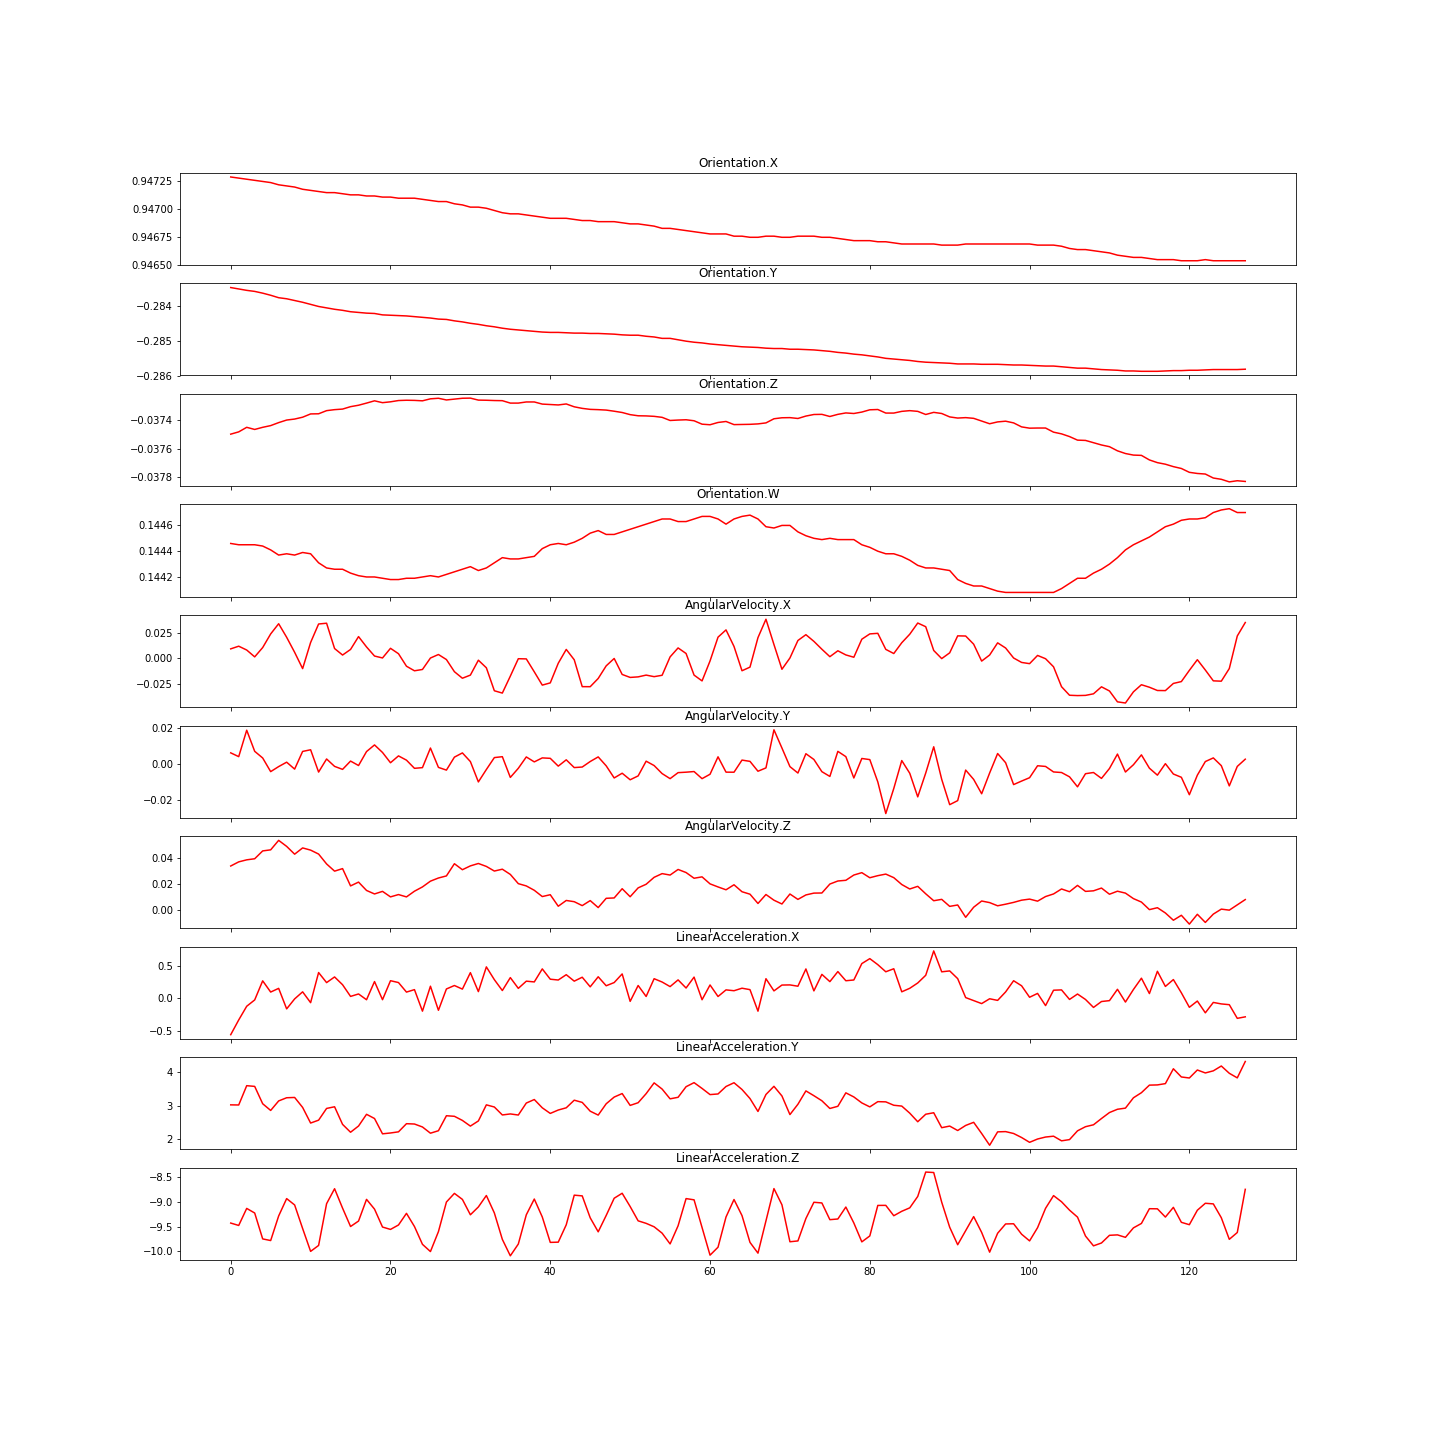 Orientation.X
0.94725
0.94700
0.94675
0.94650
Orientation.Y
−0.284
−0.285
−0.286
Orientation.Z
−0.0374
−0.0376
−0.0378
Orientation.W
0.1446
0.1444
0.1442
AngularVelocity.X
0.025
0.000
−0.025
AngularVelocity.Y
0.02
0.00
−0.02
AngularVelocity.Z
0.04
0.02
0.00
LinearAcceleration.X
0.5
0.0
−0.5
LinearAcceleration.Y
4
3
2
LinearAcceleration.Z
−8.5
−9.0
−9.5
−10.0
0 20 40 60 80 100 120